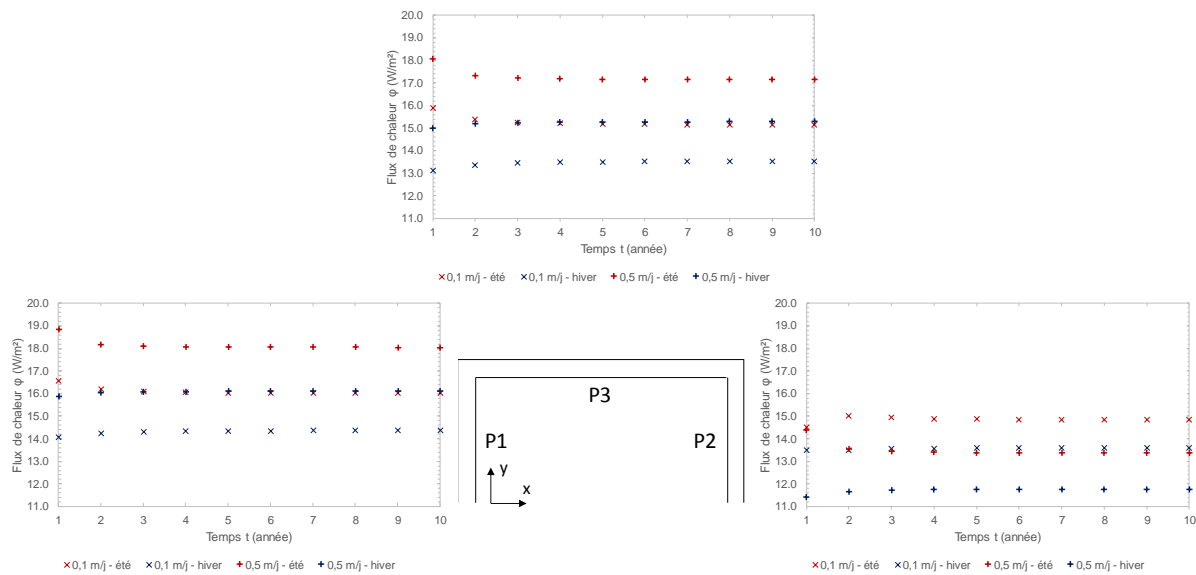 Flux de chaleur φ (W/m²)
20.0
19.0
18.0
17.0
16.0
15.0
14.0
13.0
12.0
11.0
1 2 3 4 5 6 7 8 9 10
Temps t (année)
0,1 m/j - été 0,1 m/j - hiver 0,5 m/j - été 0,5 m/j - hiver
Flux de chaleur φ (W/m²)
20.0
19.0
18.0
17.0
16.0
15.0
14.0
13.0
12.0
11.0
1 2 3 4 5 6 7 8 9 10
Temps t (année)
0,1 m/j - été 0,1 m/j - hiver 0,5 m/j - été 0,5 m/j - hiver
P3
P1 P2
y
x
Flux de chaleur φ (W/m²)
20.0
19.0
18.0
17.0
16.0
15.0
14.0
13.0
12.0
11.0
1 2 3 4 5 6 7 8 9 10
Temps t (année)
0,1 m/j - été 0,1 m/j - hiver 0,5 m/j - été 0,5 m/j - hiver